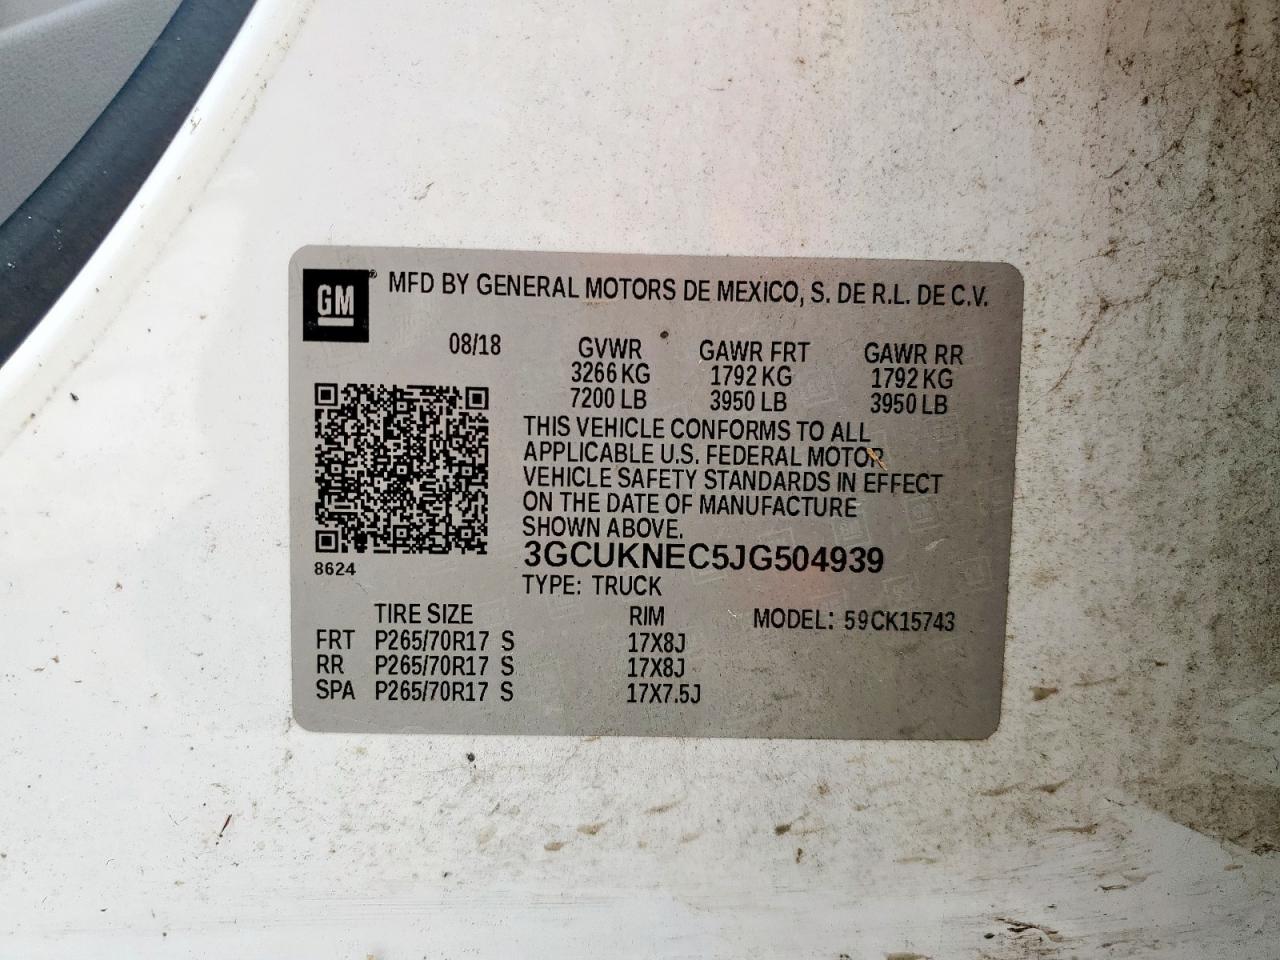 GM® MFD BY GENERAL MOTORS DE MEXICO, S. DE R.L. DE C.V.
08/18 GVWR GAWR FRT GAWR RR
3266 KG 1792 KG 1792 KG
7200 LB 3950 LB 3950 LB
THIS VEHICLE CONFORMS TO ALL
APPLICABLE U.S. FEDERAL MOTOR
VEHICLE SAFETY STANDARDS IN EFFECT
ON THE DATE OF MANUFACTURE
SHOWN ABOVE.
3GCUKNEC5JG504939
8624
TYPE: TRUCK
TIRE SIZE RIM MODEL: 59CK15743
FRT P265/70R17 S 17X8J
RR P265/70R17 S 17X8J
SPA P265/70R17 S 17X7.5J